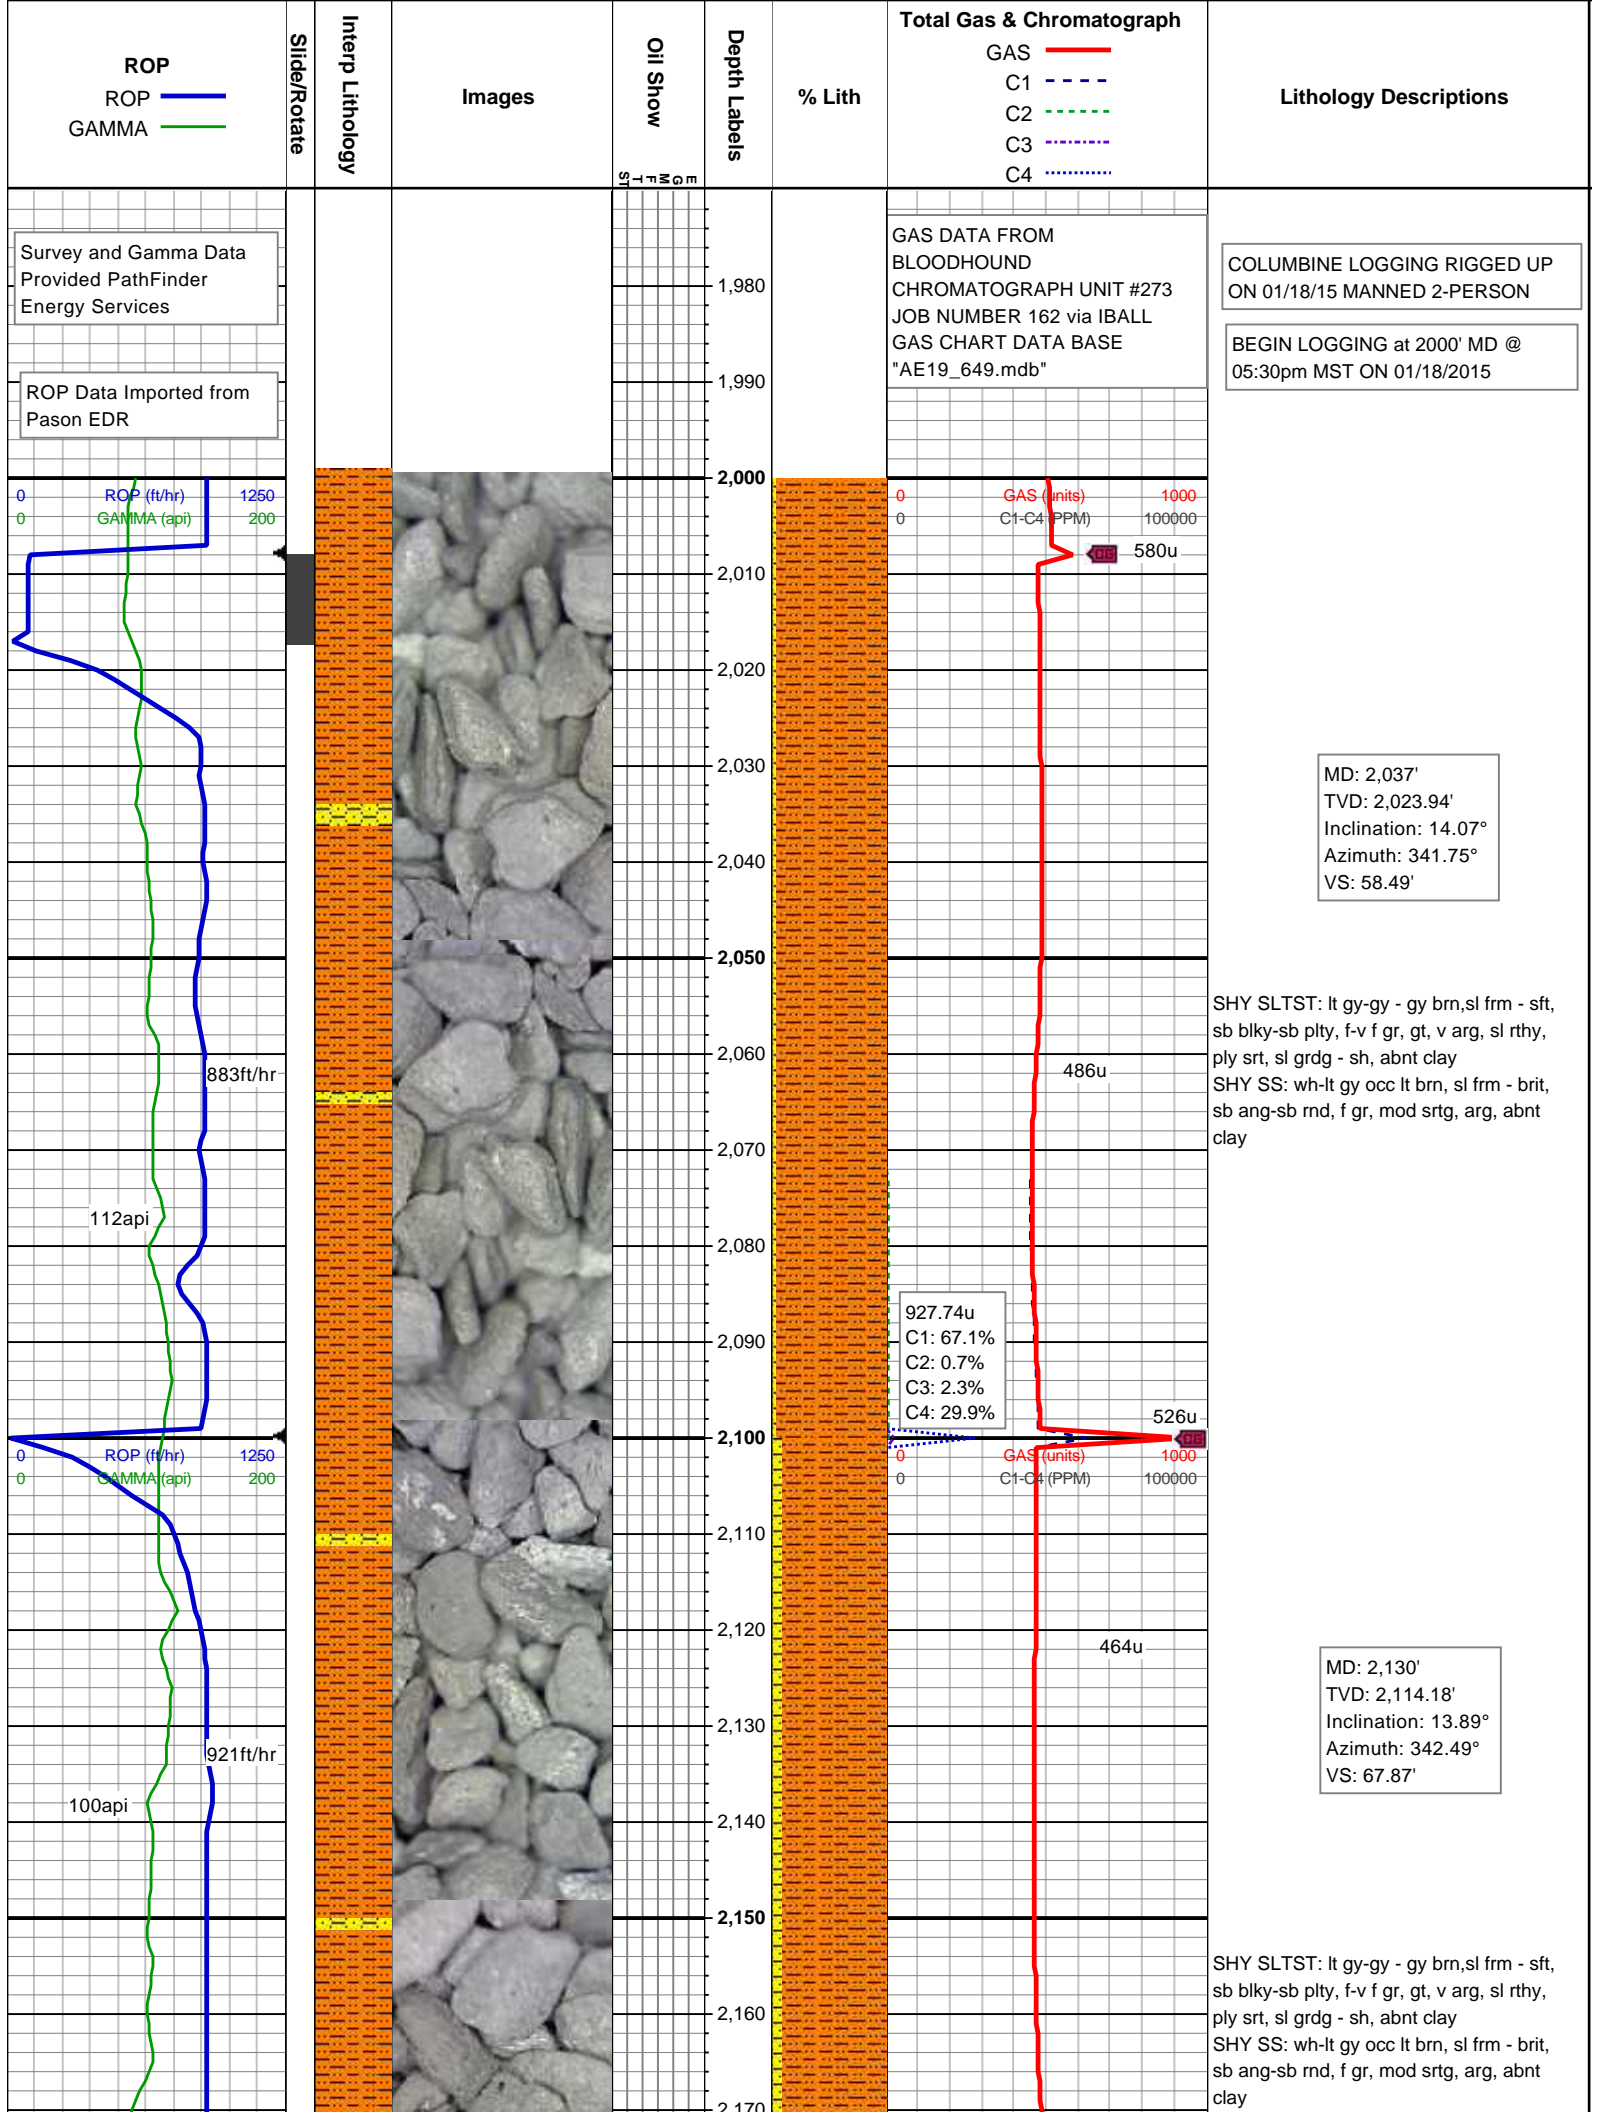 ROP
ROP
GAMMA
Slide/Rotate
Interp Lithology
Images
Oil Show
ST T F M G E
Depth Labels
% Lith
Total Gas & Chromatograph
GAS
C1
C2
C3
C4
Lithology Descriptions
Survey and Gamma Data
Provided PathFinder
Energy Services
ROP Data Imported from
Pason EDR
GAS DATA FROM
BLOODHOUND
CHROMATOGRAPH UNIT #273
JOB NUMBER 162 via IBALL
GAS CHART DATA BASE
"AE19_649.mdb"
COLUMBINE LOGGING RIGGED UP
ON 01/18/15 MANNED 2-PERSON
BEGIN LOGGING at 2000' MD @
05:30pm MST ON 01/18/2015
1,980
1,990
2,000
0 ROP (ft/hr) 1250
0 GAMMA (api) 200
0 GAS (units) 1000
0 C1-C4 (PPM) 100000
CG 580u
2,010
2,020
2,030
MD: 2,037'
TVD: 2,023.94'
Inclination: 14.07°
Azimuth: 341.75°
VS: 58.49'
2,040
2,050
SHY SLTST: lt gy-gy - gy brn,sl frm - sft,
sb blky-sb plty, f-v f gr, gt, v arg, sl rthy,
ply srt, sl grdg - sh, abnt clay
SHY SS: wh-lt gy occ lt brn, sl frm - brit,
sb ang-sb rnd, f gr, mod srtg, arg, abnt
clay
2,060
883ft/hr
486u
2,070
112api
2,080
2,090
927.74u
C1: 67.1%
C2: 0.7%
C3: 2.3%
C4: 29.9%
526u
CG
2,100
0 ROP (ft/hr) 1250
0 GAMMA (api) 200
0 GAS (units) 1000
0 C1-C4 (PPM) 100000
2,110
2,120
464u
2,130
MD: 2,130'
TVD: 2,114.18'
Inclination: 13.89°
Azimuth: 342.49°
VS: 67.87'
921ft/hr
100api
2,140
2,150
SHY SLTST: lt gy-gy - gy brn,sl frm - sft,
sb blky-sb plty, f-v f gr, gt, v arg, sl rthy,
ply srt, sl grdg - sh, abnt clay
SHY SS: wh-lt gy occ lt brn, sl frm - brit,
sb ang-sb rnd, f gr, mod srtg, arg, abnt
clay
2,160
2,170